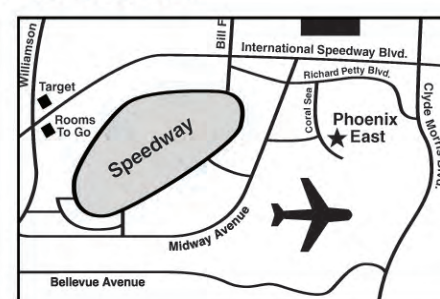 Williamson
Bill F
International Speedway Blvd.
Richard Petty Blvd.
Target
Rooms
To Go
Speedway
Coral Sea
Phoenix
East
Clyde Morris Blvd.
Midway Avenue
Bellevue Avenue